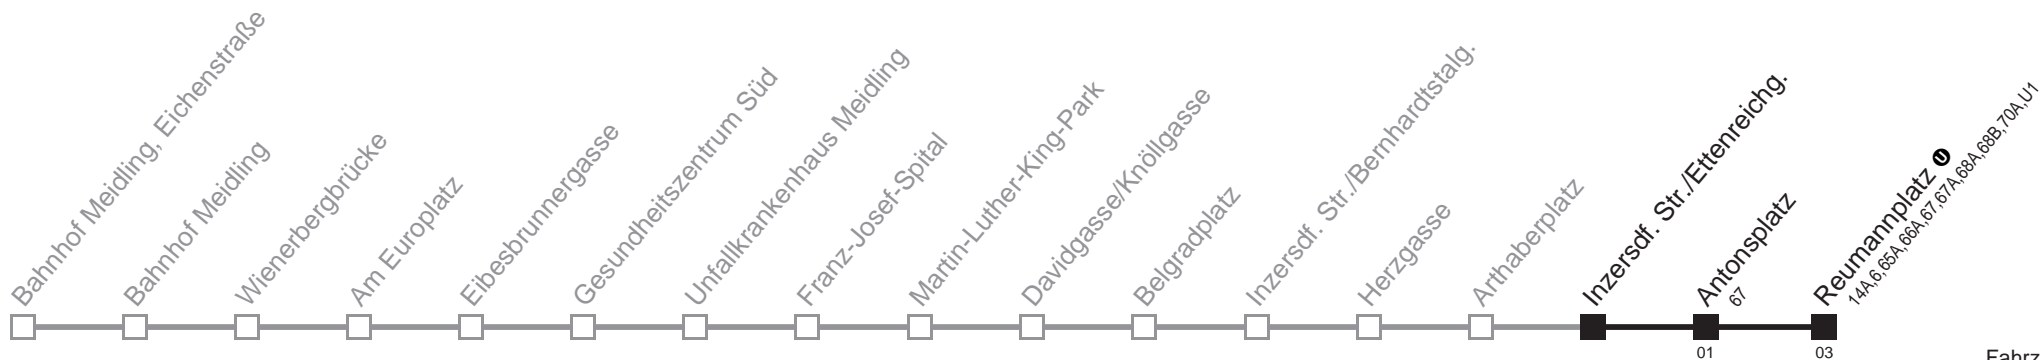 Bahnhof Meidling, Eichenstraße
Bahnhof Meidling
Wienerbergbrücke
Am Europlatz
Eibesbrunnergasse
Gesundheitszentrum Süd
Unfallkrankenhaus Meidling
Franz-Josef-Spital
Martin-Luther-King-Park
Davidgasse/Knöllgasse
Belgradplatz
Inzersdf. Str./Bernhardtstalg.
Herzgasse
Arthaberplatz
Inzersdf. Str./Ettenreichg.
Antonsplatz
67
Reumannplatz U
14A,6,65A,66A,67,67A,68A,68B,70A,U1
01
03
Fahrz